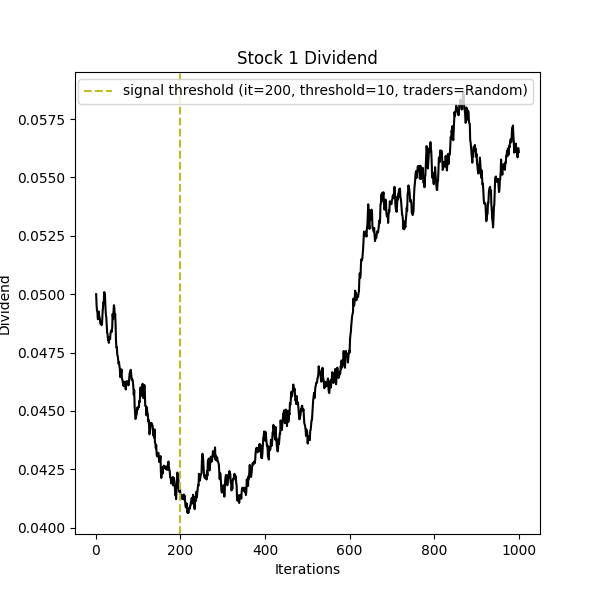 Stock 1 Dividend
signal threshold (it=200, threshold=10, traders=Random)
0.0575
0.0550
0.0525
0.0500
0.0475
0.0450
0.0425
0.0400
Dividend
0 200 400 600 800 1000
Iterations